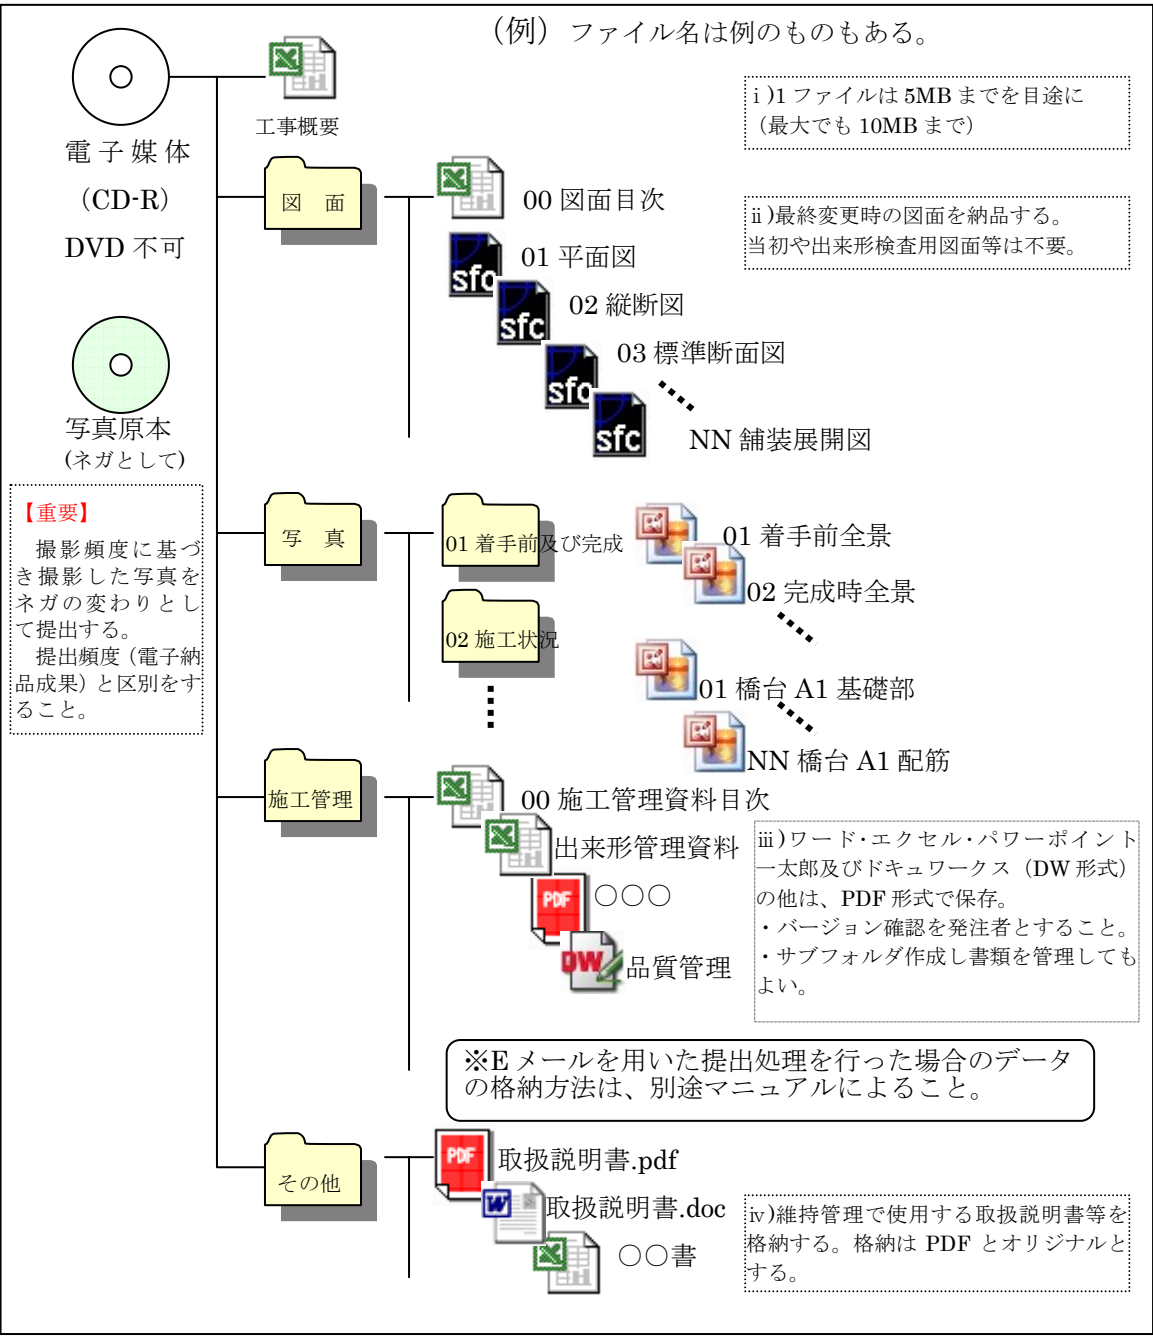 （例）ファイル名は例のものもある。
工事概要
電子媒体
（CD-R）
DVD 不可
ⅰ)1 ファイルは 5MB までを目途に
（最大でも 10MB まで）
図　面
00 図面目次
sfc
01 平面図
sfc
02 縦断図
sfc
03 標準断面図
sfc
NN 舗装展開図
ⅱ)最終変更時の図面を納品する。
当初や出来形検査用図面等は不要。
写真原本
(ネガとして)
【重要】
撮影頻度に基づ
き撮影した写真を
ネガの変わりとし
て提出する。
提出頻度（電子納
品成果）と区別をす
ること。
写　真
01 着手前及び完成
01 着手前全景
02 完成時全景
02 施工状況
01 橋台 A1 基礎部
NN 橋台 A1 配筋
施工管理
00 施工管理資料目次
出来形管理資料
PDF
○○○
DW
品質管理
ⅲ)ワード・エクセル・パワーポイント
一太郎及びドキュワークス（DW 形式）
の他は、PDF 形式で保存。
・バージョン確認を発注者とすること。
・サブフォルダ作成し書類を管理しても
よい。
※E メールを用いた提出処理を行った場合のデータ
の格納方法は、別途マニュアルによること。
その他
PDF
取扱説明書.pdf
W
取扱説明書.doc
○○書
ⅳ)維持管理で使用する取扱説明書等を
格納する。格納は PDF とオリジナルと
する。